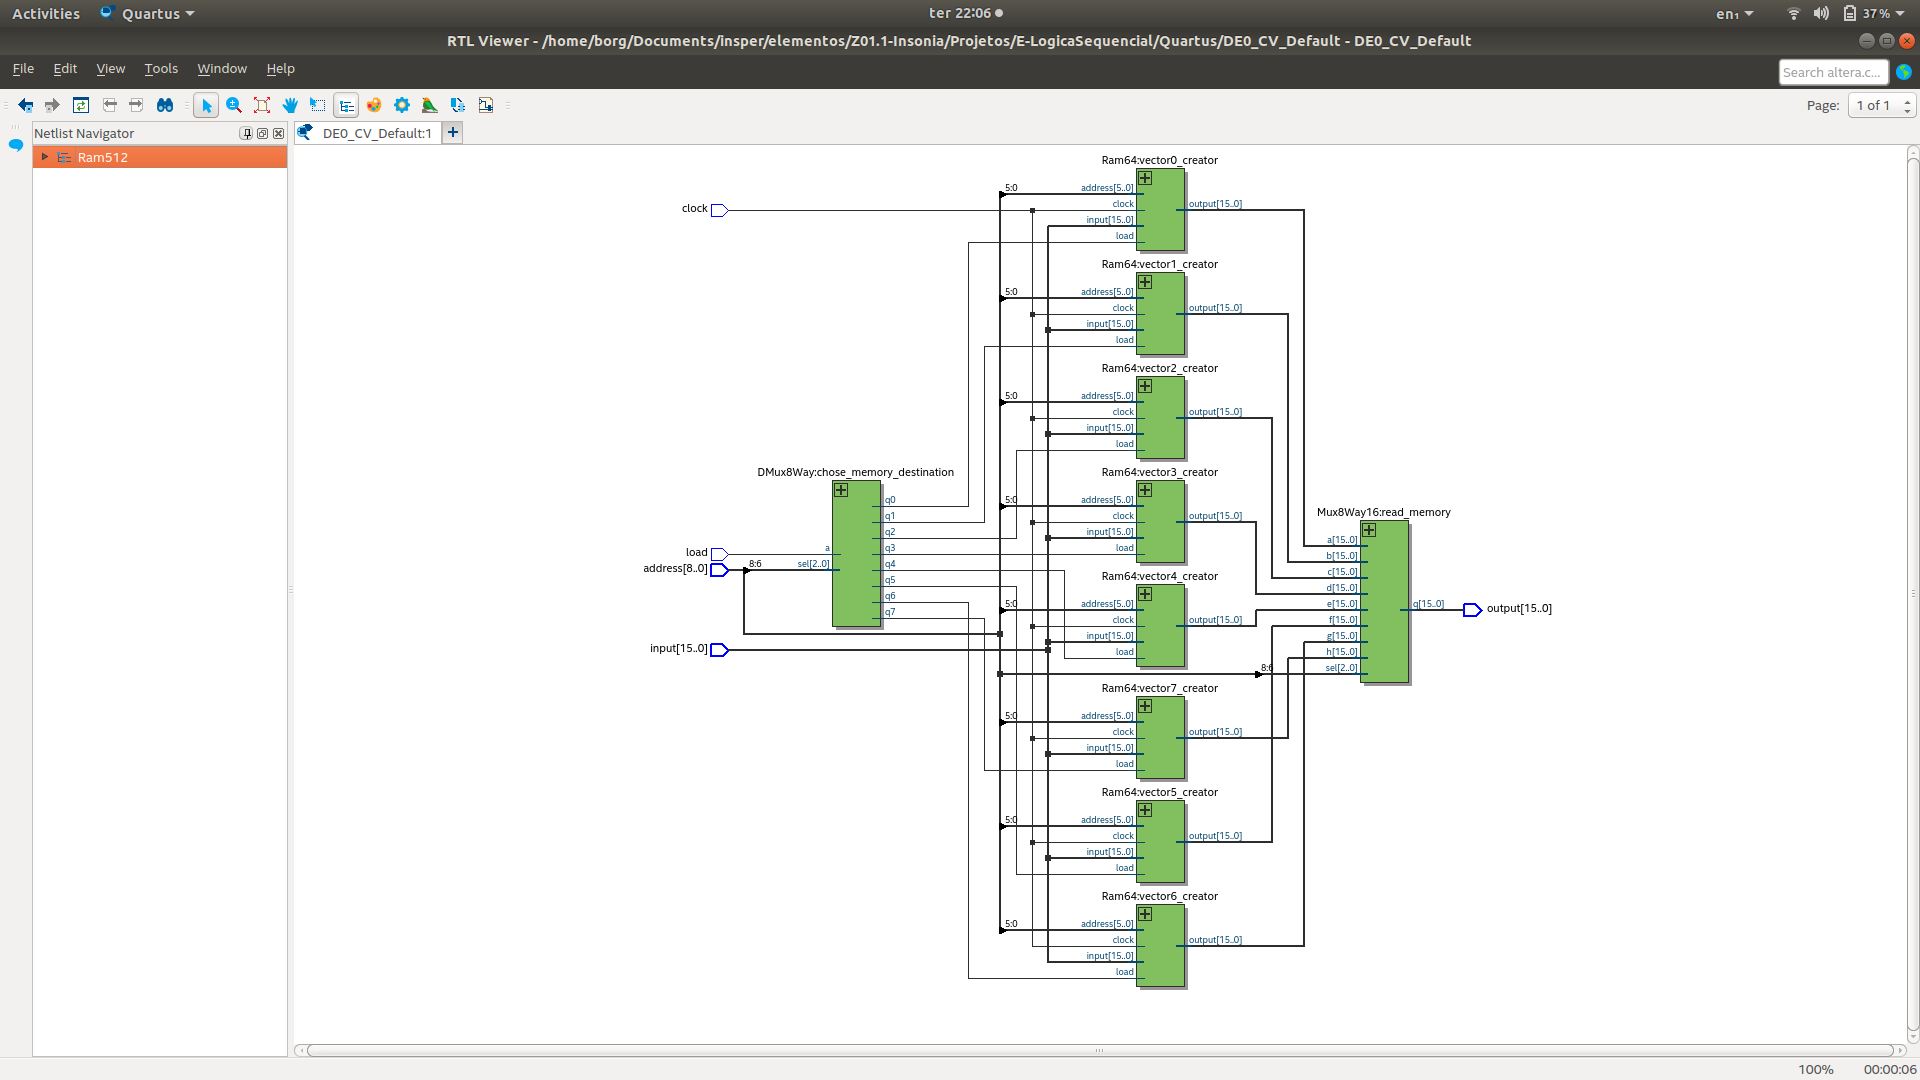 Activities Quartus ter 22:06 en₁ 37%
RTL Viewer - /home/borg/Documents/insper/elementos/Z01.1-Insonia/Projetos/E-LogicaSequencial/Quartus/DE0_CV_Default - DE0_CV_Default
File Edit View Tools Window Help
Search altera.c...
Page: 1 of 1
Netlist Navigator
DE0_CV_Default:1
Ram512
Ram64:vector0_creator
5:0 address[5..0]
clock
clock
output[15..0]
input[15..0]
load
Ram64:vector1_creator
5:0 address[5..0]
clock
output[15..0]
input[15..0]
load
Ram64:vector2_creator
5:0 address[5..0]
clock
output[15..0]
input[15..0]
load
DMux8Way:chose_memory_destination
q0
q1
q2
q3
q4
q5
q6
q7
load
a
address[8..0]
8:6
sel[2..0]
input[15..0]
Ram64:vector3_creator
5:0 address[5..0]
clock
output[15..0]
input[15..0]
load
Mux8Way16:read_memory
a[15..0]
b[15..0]
c[15..0]
d[15..0]
e[15..0]
f[15..0]
g[15..0]
h[15..0]
8:6
sel[2..0]
q[15..0]
output[15..0]
Ram64:vector4_creator
5:0 address[5..0]
clock
output[15..0]
input[15..0]
load
Ram64:vector7_creator
5:0 address[5..0]
clock
output[15..0]
input[15..0]
load
Ram64:vector5_creator
5:0 address[5..0]
clock
output[15..0]
input[15..0]
load
Ram64:vector6_creator
5:0 address[5..0]
clock
output[15..0]
input[15..0]
load
100% 00:00:06